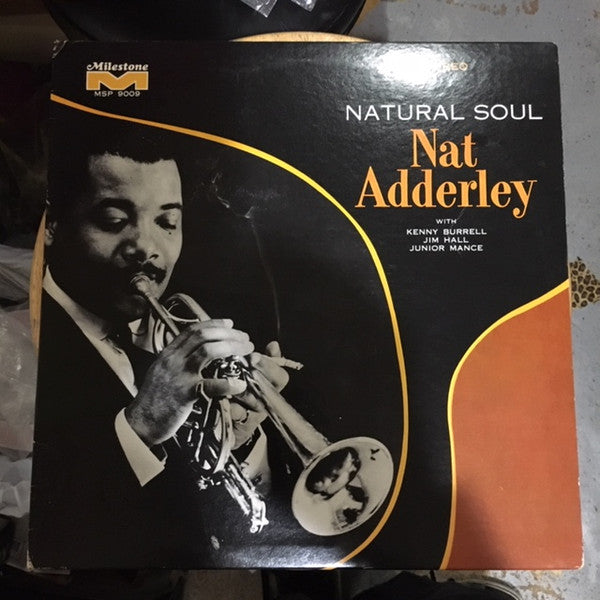 Milestone
M
MSP 9009
NATURAL SOUL
Nat
Adderley
WITH
KENNY BURRELL
JIM HALL
JUNIOR MANCE